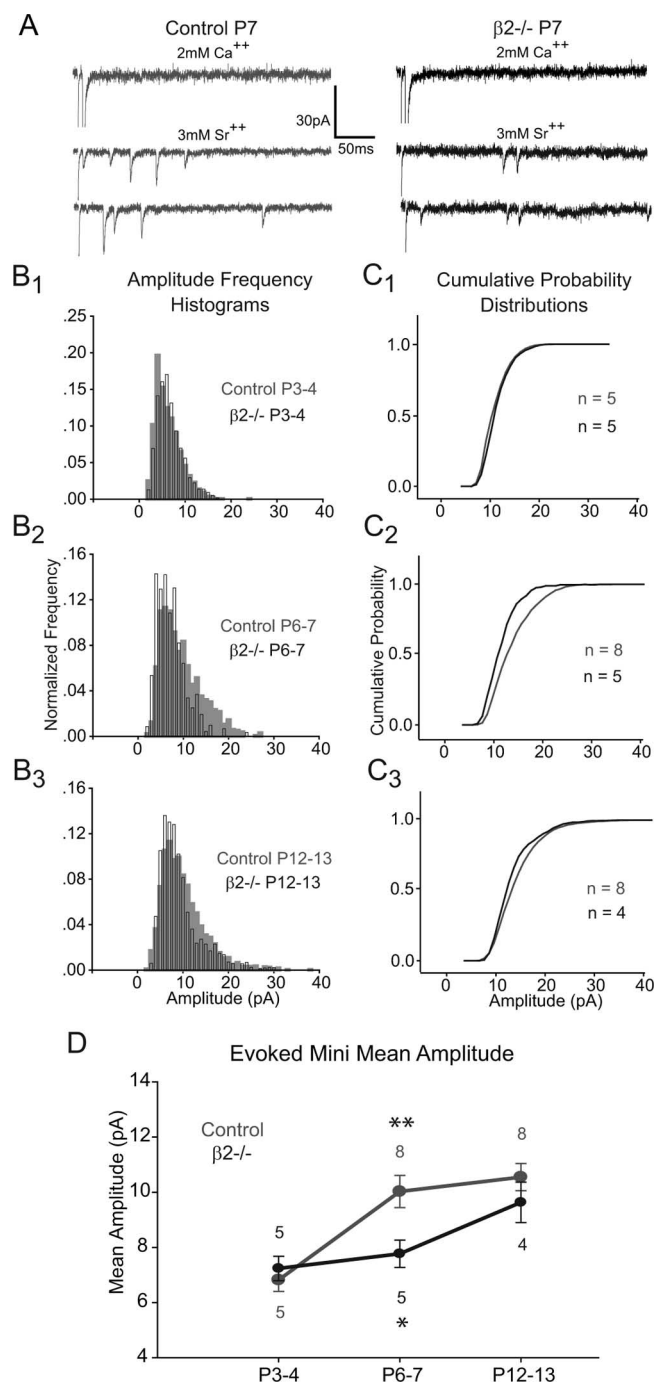 A
Control P7
β2-/- P7
2mM Ca++
2mM Ca++
30pA
50ms
3mM Sr++
3mM Sr++
B1
Amplitude Frequency
Histograms
C1
Cumulative Probability
Distributions
.25
.20
.15
.10
.05
.00
Control P3-4
β2-/- P3-4
0 10 20 30 40
1.0
0.5
0.0
n = 5
n = 5
0 10 20 30 40
B2
C2
Normalized Frequency
.16
.12
.08
.04
.00
Control P6-7
β2-/- P6-7
0 10 20 30 40
Cumulative Probability
1.0
0.5
0.0
n = 8
n = 5
0 10 20 30 40
B3
C3
.16
.12
.08
.04
.00
Control P12-13
β2-/- P12-13
0 10 20 30 40
Amplitude (pA)
1.0
0.5
0.0
n = 8
n = 4
0 10 20 30 40
Amplitude (pA)
D
Evoked Mini Mean Amplitude
Mean Amplitude (pA)
14
12
10
8
6
4
Control
β2-/-
**
8
8
5
5
5
4
*
P3-4 P6-7 P12-13